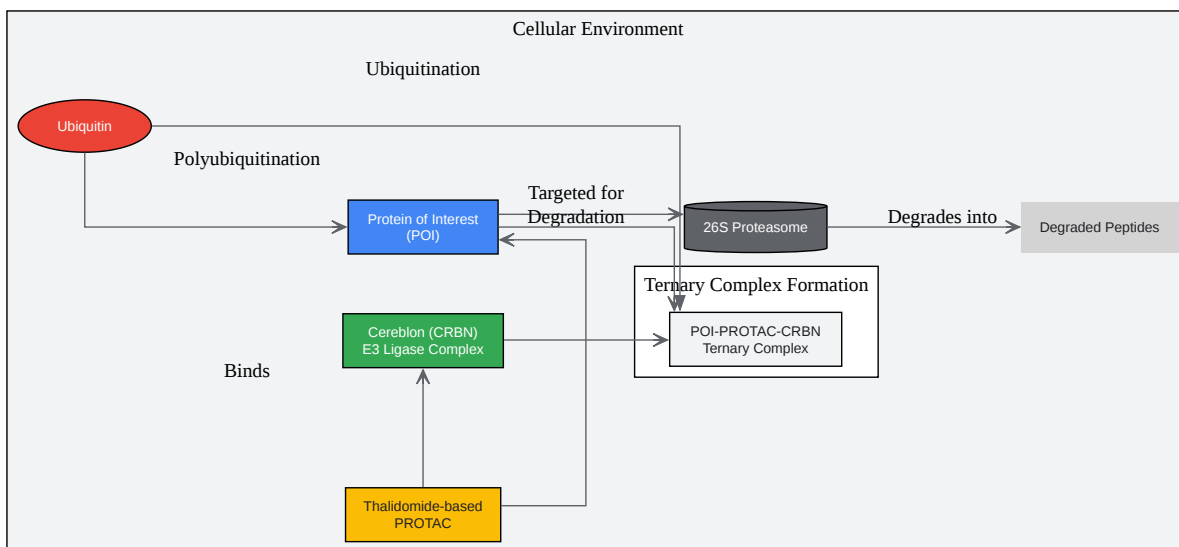 Cellular Environment
Ubiquitination
Ubiquitin
Polyubiquitination
Protein of Interest
(POI)
Targeted for
Degradation
26S Proteasome
Degrades into
Degraded Peptides
Ternary Complex Formation
Cereblon (CRBN)
E3 Ligase Complex
POI-PROTAC-CRBN
Ternary Complex
Binds
Thalidomide-based
PROTAC